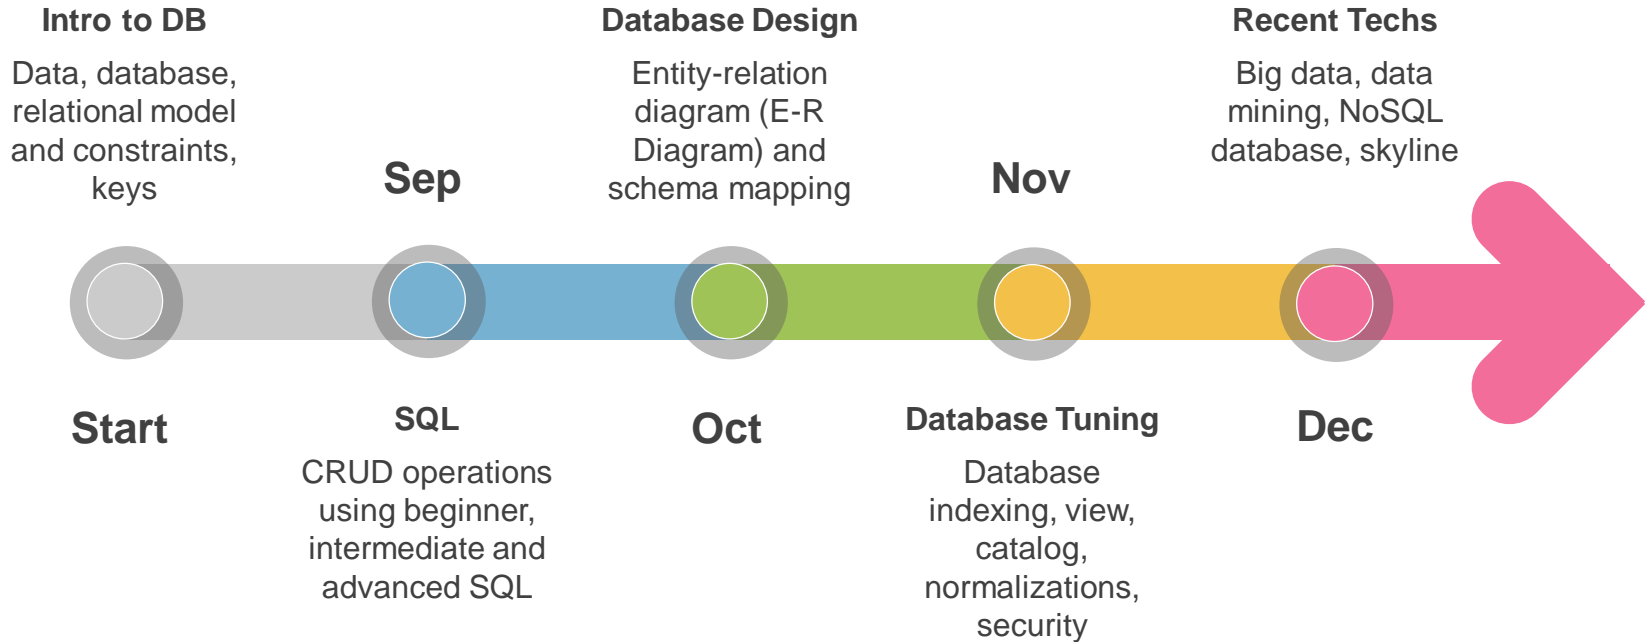 Intro to DB
Data, database,
relational model
and constraints,
keys
Start
Sep
SQL
CRUD operations
using beginner,
intermediate and
advanced SQL
Database Design
Entity-relation
diagram (E-R
Diagram) and
schema mapping
Oct
Nov
Database Tuning
Database
indexing, view,
catalog,
normalizations,
security
Recent Techs
Big data, data
mining, NoSQL
database, skyline
Dec